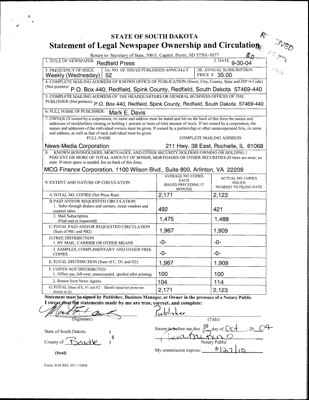 STATE OF SOUTH DAKOTA
Statement of Legal Newspaper Ownership and Circulation
Return to: Secretary of State, 500 E. Capitol, Pierre, SD 57501-5077
1. TITLE OF NEWSPAPER Redfield Press 2. DATE 9-30-04
3. FREQUENCY OF ISSUE Weekly (Wednesday)
3A. NO. OF ISSUES PUBLISHED ANNUALLY 52
3B. ANNUAL SUBSCRIPTION PRICE $ 35.00
4. COMPLETE MAILING ADDRESS OF KNOWN OFFICE OF PUBLICATION (Street, City, County, State and ZIP+4 Code)
(Not printers) P.O. Box 440, Redfield, Spink County, Redfield, South Dakota 57469-440
5. COMPLETE MAILING ADDRESS OF THE HEADQUARTERS OR GENERAL BUSINESS OFFICES OF THE
PUBLISHER (Not printer) P.O. Box 440, Redfield, Spink County, Redfield, South Dakota 57469-440
6. FULL NAME OF PUBLISHER: Mark E. Davis
7. OWNER (If owned by a corporation, its name and address must be stated and list on the back of this form the names and
addresses of stockholders owning or holding 1 percent or more of total amount of stock. If not owned by a corporation, the
names and addresses of the individual owners must be given. If owned by a partnership or other unincorporated firm, its name
and address, as well as that of each individual must be given.
FULL NAME COMPLETE MAILING ADDRESS
News-Media Corporation 211 Hwy. 38 East, Rochelle, IL 61068
8. KNOWN BONDHOLDERS, MORTGAGEES, AND OTHER SECURITY HOLDERS OWNING OR HOLDING 1
PERCENT OR MORE OF TOTAL AMOUNT OF BONDS, MORTGAGES OR OTHER SECURITIES (If there are none, so
state. If more space is needed, list on back of this form.
MCG Finance Corporation, 1100 Wilson Blvd., Suite 800, Arlinton, VA 22209
9. EXTENT AND NATURE OF CIRCULATION
AVERAGE NO. COPIES EACH ISSUED PRECEDING 12 MONTHS
ACTUAL NO. COPIES ISSUED NEAREST TO FILING DATE
A. TOTAL NO. COPIES (Net Press Run) 2,171 2,123
B. PAID AND/OR REQUESTED CIRCULATION
1. Sales through dealers and carriers, street vendors and
counter sales. 492 421
2. Mail Subscription
(Paid and or requested) 1,475 1,488
C. TOTAL PAID AND/OR REQUESTED CIRCULATION
(Sum of 9B1 and 9B2) 1,967 1,909
D. FREE DISTRIBUTION
1. BY MAIL, CARRIER OR OTHER MEANS -0- -0-
2. SAMPLES, COMPLIMENTARY AND OTHER FREE
COPIES -0- -0-
E. TOTAL DISTRIBUTION (Sum of C, D1 and D2) 1,967 1,909
F. COPIES NOT DISTRIBUTED
1. Office use, left over, unaccounted, spoiled after printing 100 100
2. Return from News Agents 104 114
G. TOTAL (Sum of E, F1 and F2 - Should equal net press run
shown in A) 2,171 2,123
Statement must be signed by Publisher, Business Manager, or Owner in the presence of a Notary Public
I swear that the statements made by me are true, correct, and complete:
Publisher
(Signature) (Title)
State of South Dakota )
County of Beadle )
(Seal)
Sworn to before me this day of Oct 04
Notary Public
My commission expires: